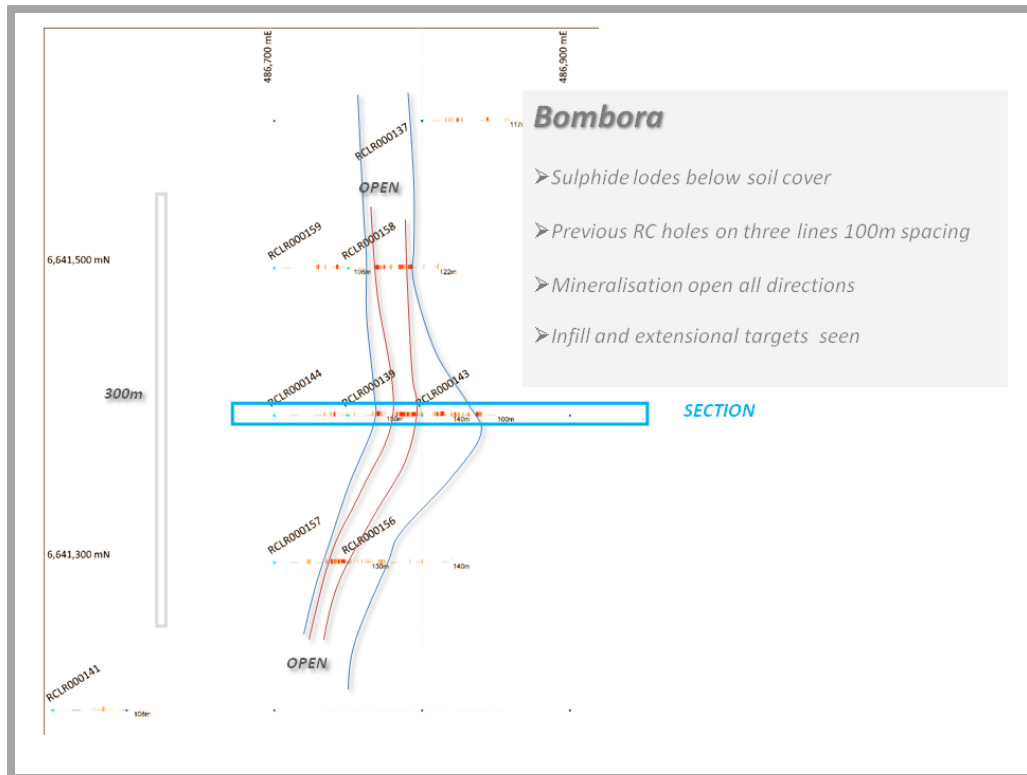 486,700 mE
486,900 mE
Bombora
RCLR000137
➤Sulphide lodes below soil cover
OPEN
➤Previous RC holes on three lines 100m spacing
RCLR000159
RCLR000158
6,641,500 mN
106m
122m
➤Mineralisation open all directions
➤Infill and extensional targets seen
300m
RCLR000144
RCLR000139
RCLR000143
SECTION
150m
140m
100m
RCLR000157
RCLR000156
6,641,300 mN
130m
140m
OPEN
RCLR000141
108m